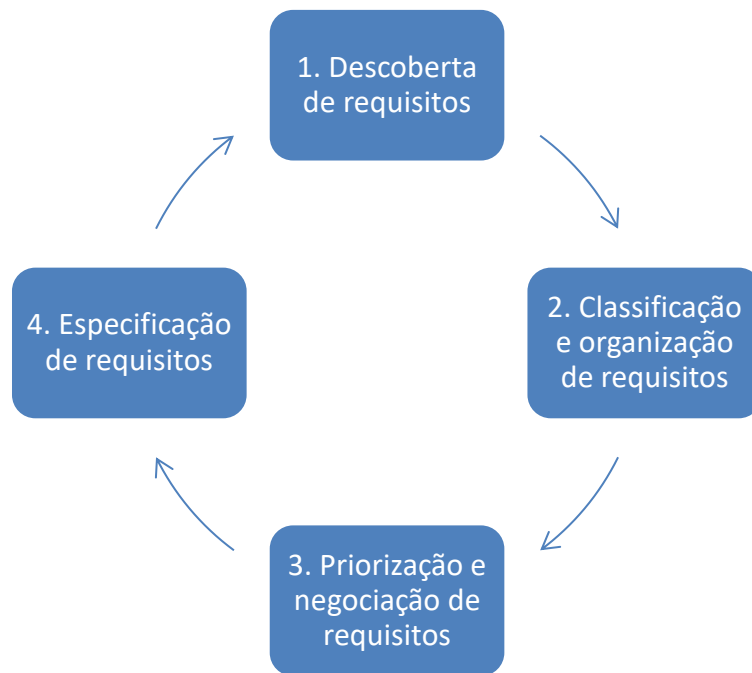 1. Descoberta
de requisitos
2. Classificação
e organização
de requisitos
3. Priorização e
negociação de
requisitos
4. Especificação
de requisitos